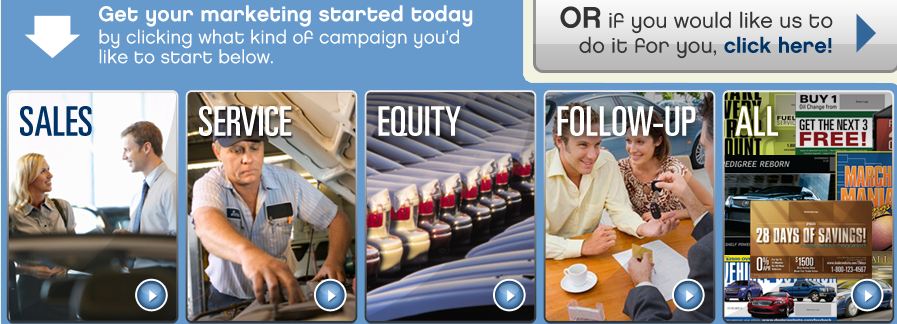 Get your marketing started today
by clicking what kind of campaign you'd
like to start below.
OR if you would like us to
do it for you, click here!
SALES
SERVICE
EQUITY
FOLLOW-UP
ALL
BUY 1
Oil Change from
GET THE NEXT 3
FREE!
EDIGREE REBORN
MARCH
MANIA
28 DAYS OF SAVINGS!
0%
APR
$1500
1-800-123-4567